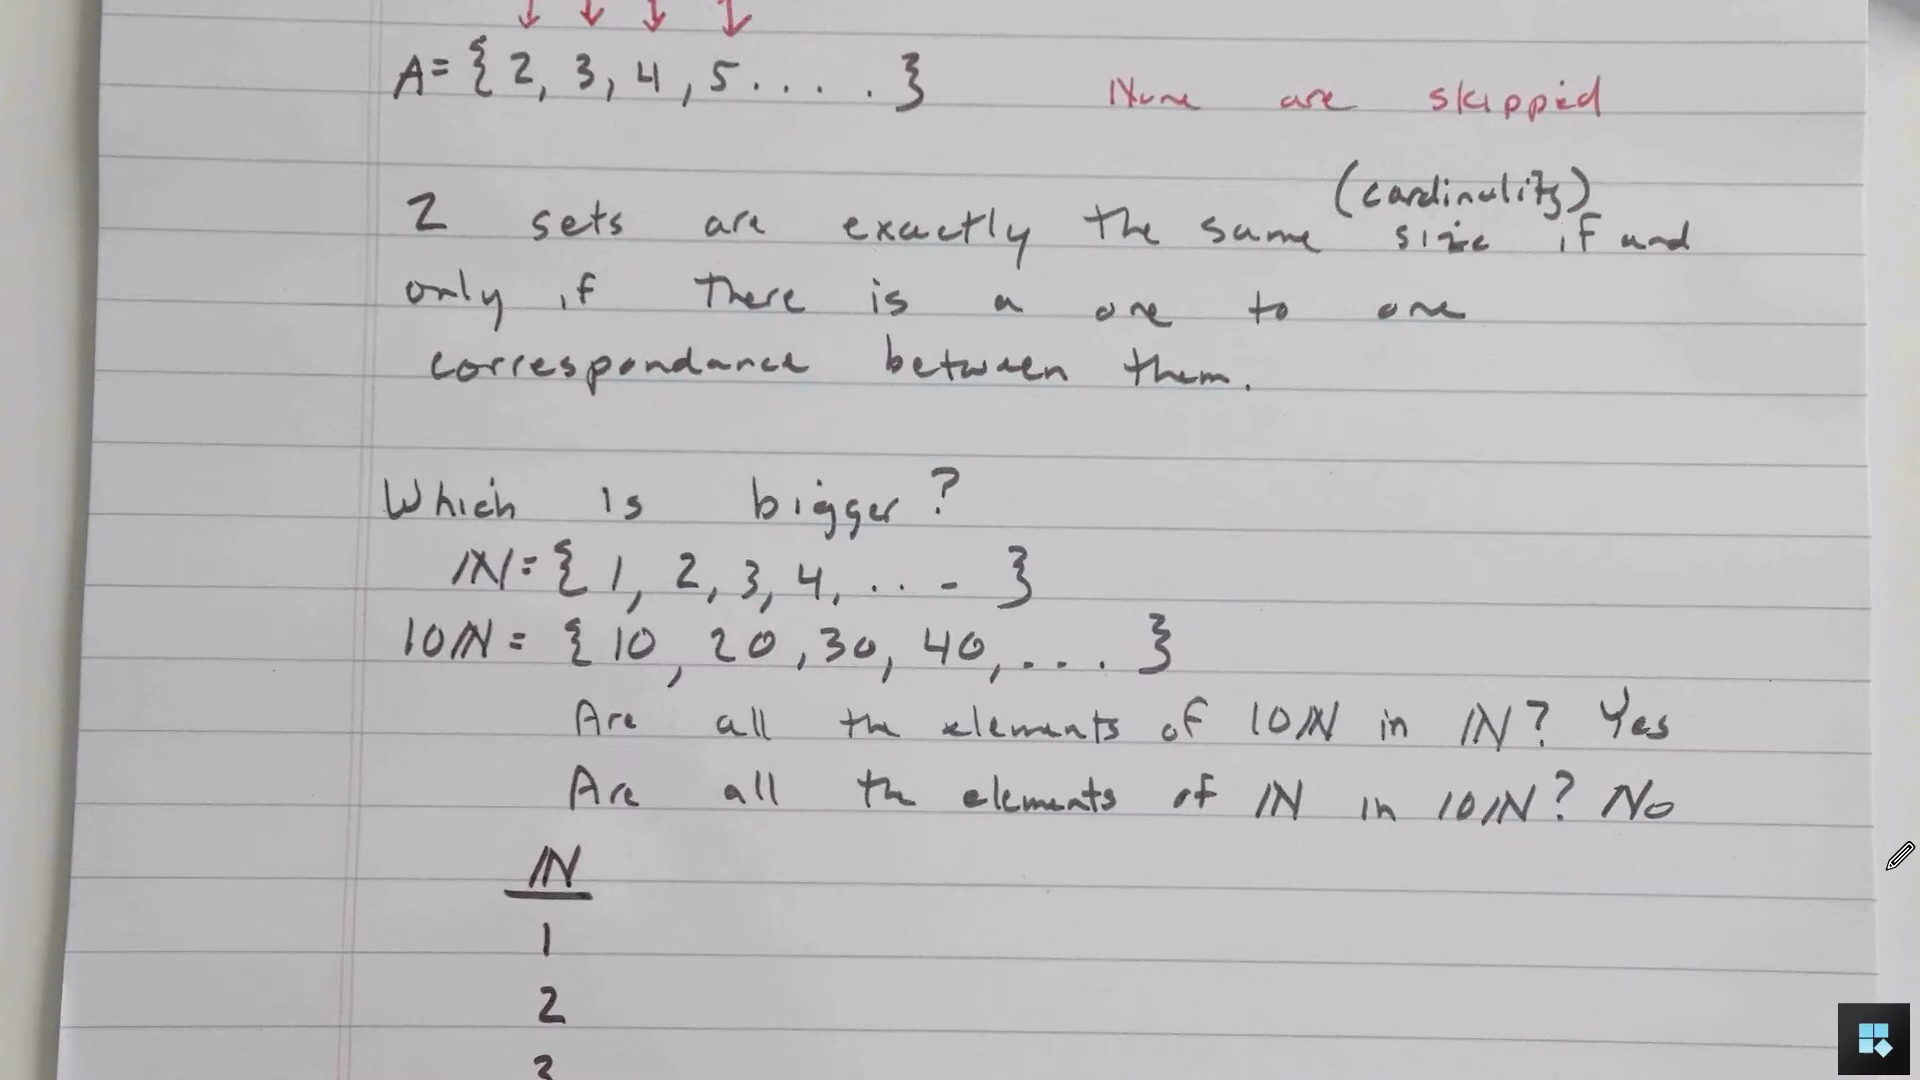 A = { 2, 3, 4, 5 . . . . . }
None are skipped
(cardinality)
2 sets are exactly the same size if and
only if there is a one to one
correspondance between them.
Which is bigger?
ℕ = { 1, 2, 3, 4, . . . }
10ℕ = { 10, 20, 30, 40, . . . . }
Are all the elements of 10ℕ in ℕ? Yes
Are all the elements of ℕ in 10ℕ? No
ℕ
1
2
3